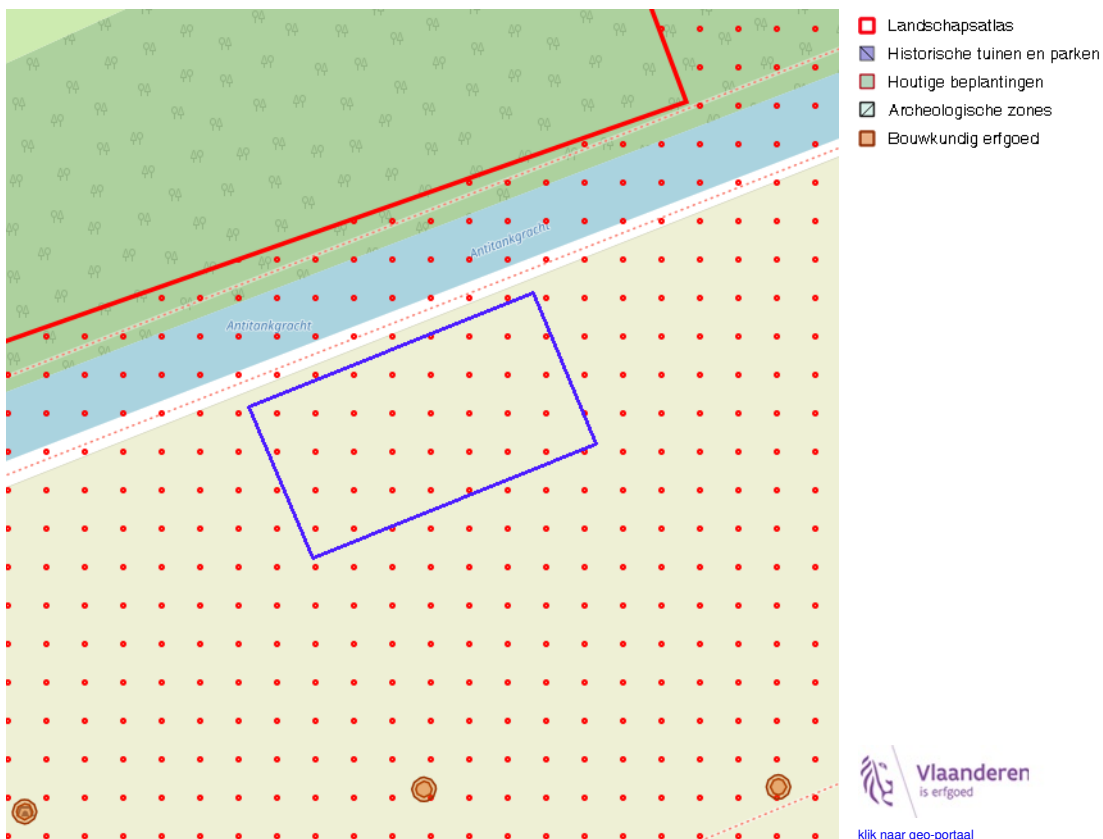 Landschapsatlas
Historische tuinen en parken
Houtige beplantingen
Archeologische zones
Bouwkundig erfgoed
Antitankgracht
Antitankgracht
Vlaanderen
is erfgoed
klik naar geo-portaal